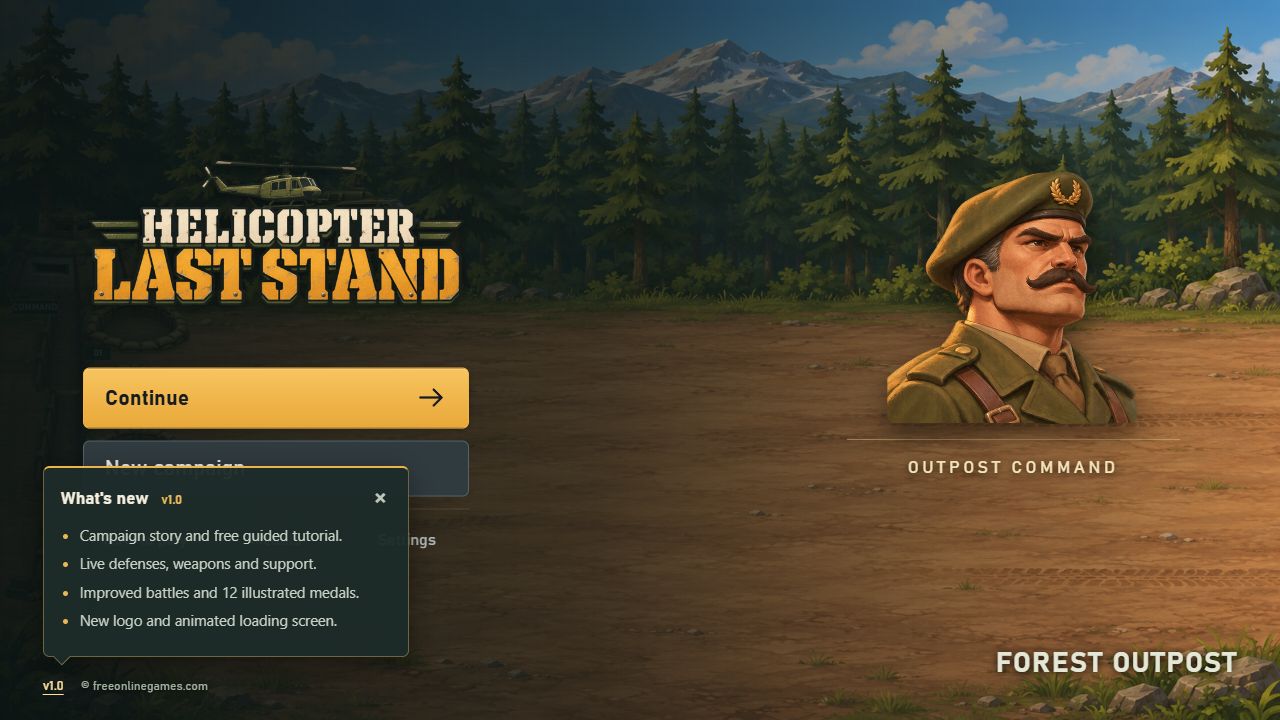 HELICOPTER
LAST STAND
COMMAND
01
Continue
New campaign
What's new v1.0
Campaign story and free guided tutorial.
Live defenses, weapons and support.
Improved battles and 12 illustrated medals.
New logo and animated loading screen.
Settings
OUTPOST COMMAND
FOREST OUTPOST
v1.0 © freeonlinegames.com